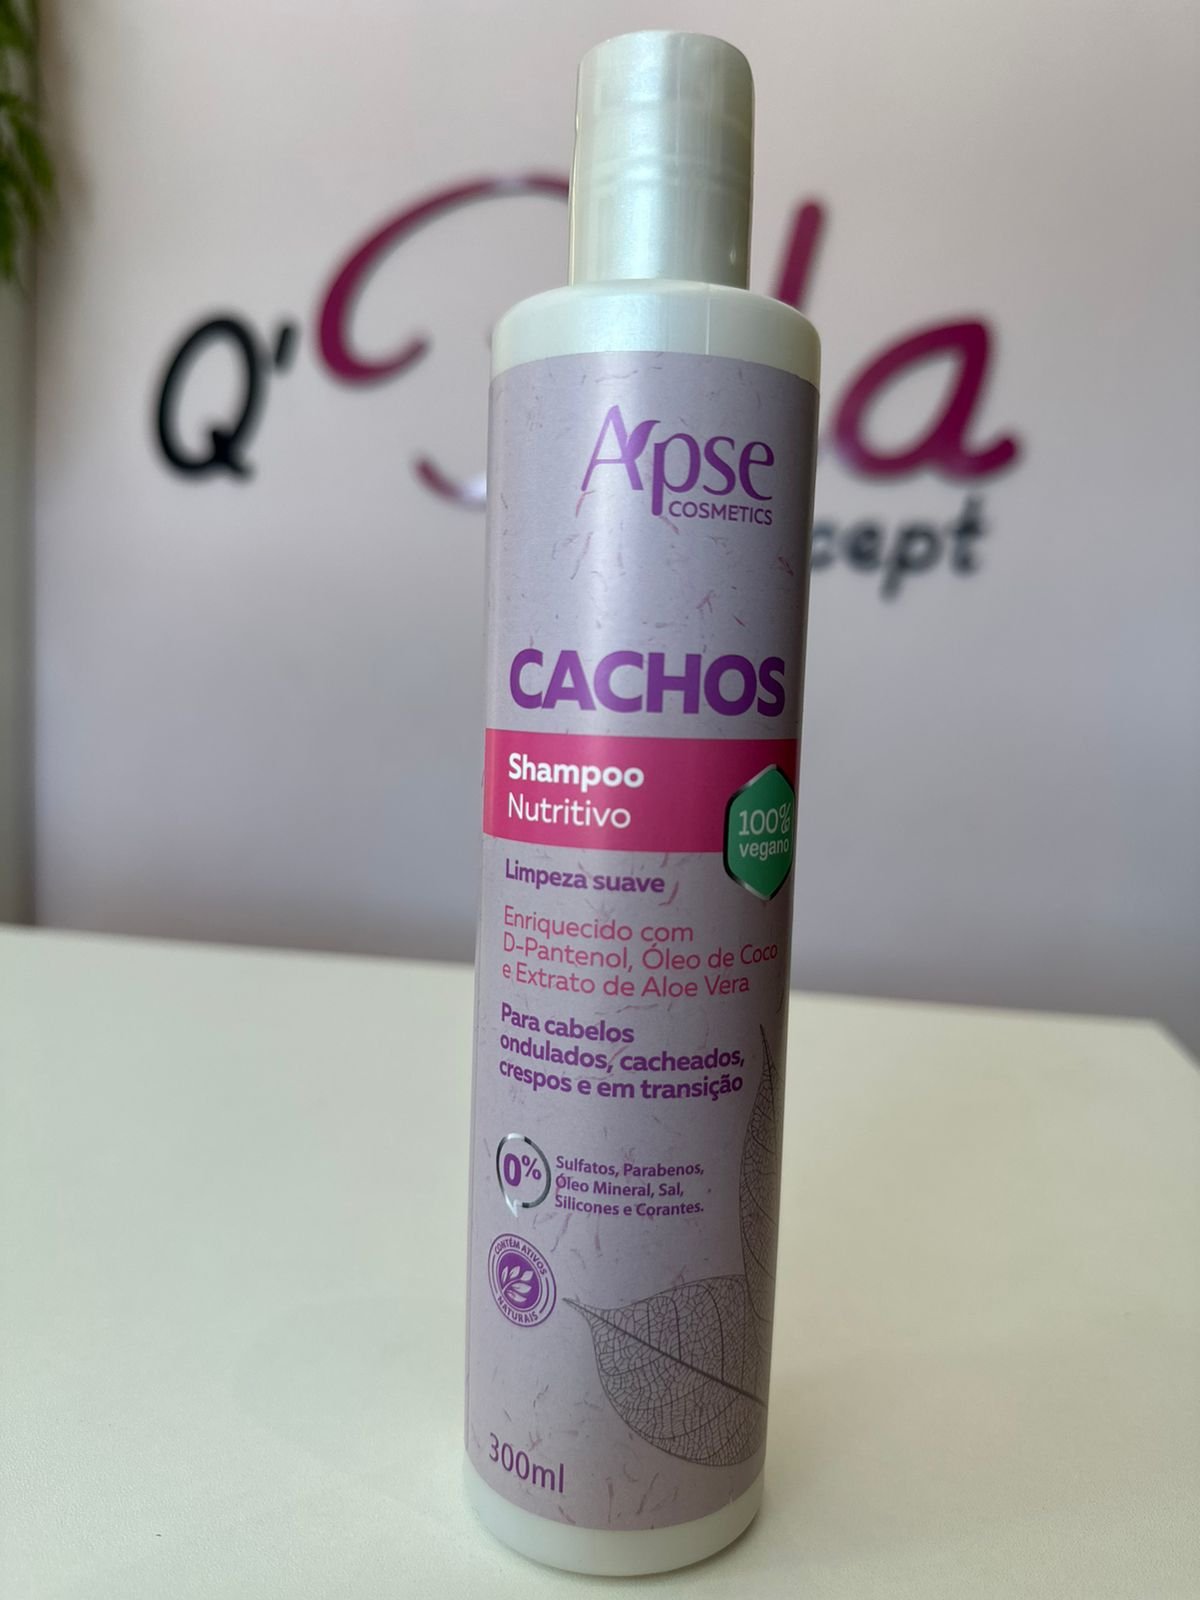 Q'
cept
Apse
COSMETICS
CACHOS
Shampoo
Nutritivo
100%
vegano
Limpeza suave
Enriquecido com
D-Pantenol, Óleo de Coco
e Extrato de Aloe Vera
Para cabelos
ondulados, cacheados,
crespos e em transição
0%
Sulfatos, Parabenos,
Óleo Mineral, Sal,
Silicones e Corantes.
CONTÉM ATIVOS
NATURAIS
300ml